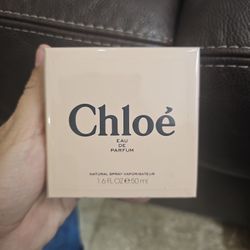 Chloé
EAU
DE
PARFUM
NATURAL SPRAY VAPORISATEUR
1.6 FL OZ ℮ 50 ml